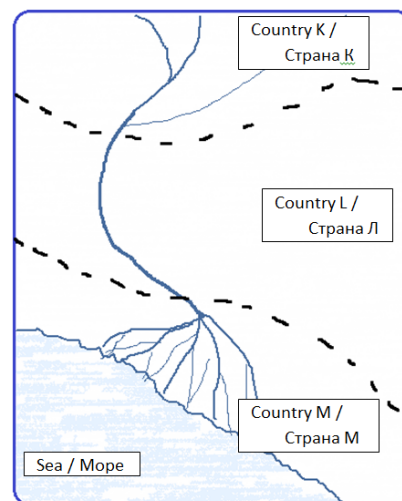 Country K /
Страна К
Country L /
Страна Л
Country M /
Страна М
Sea / Море